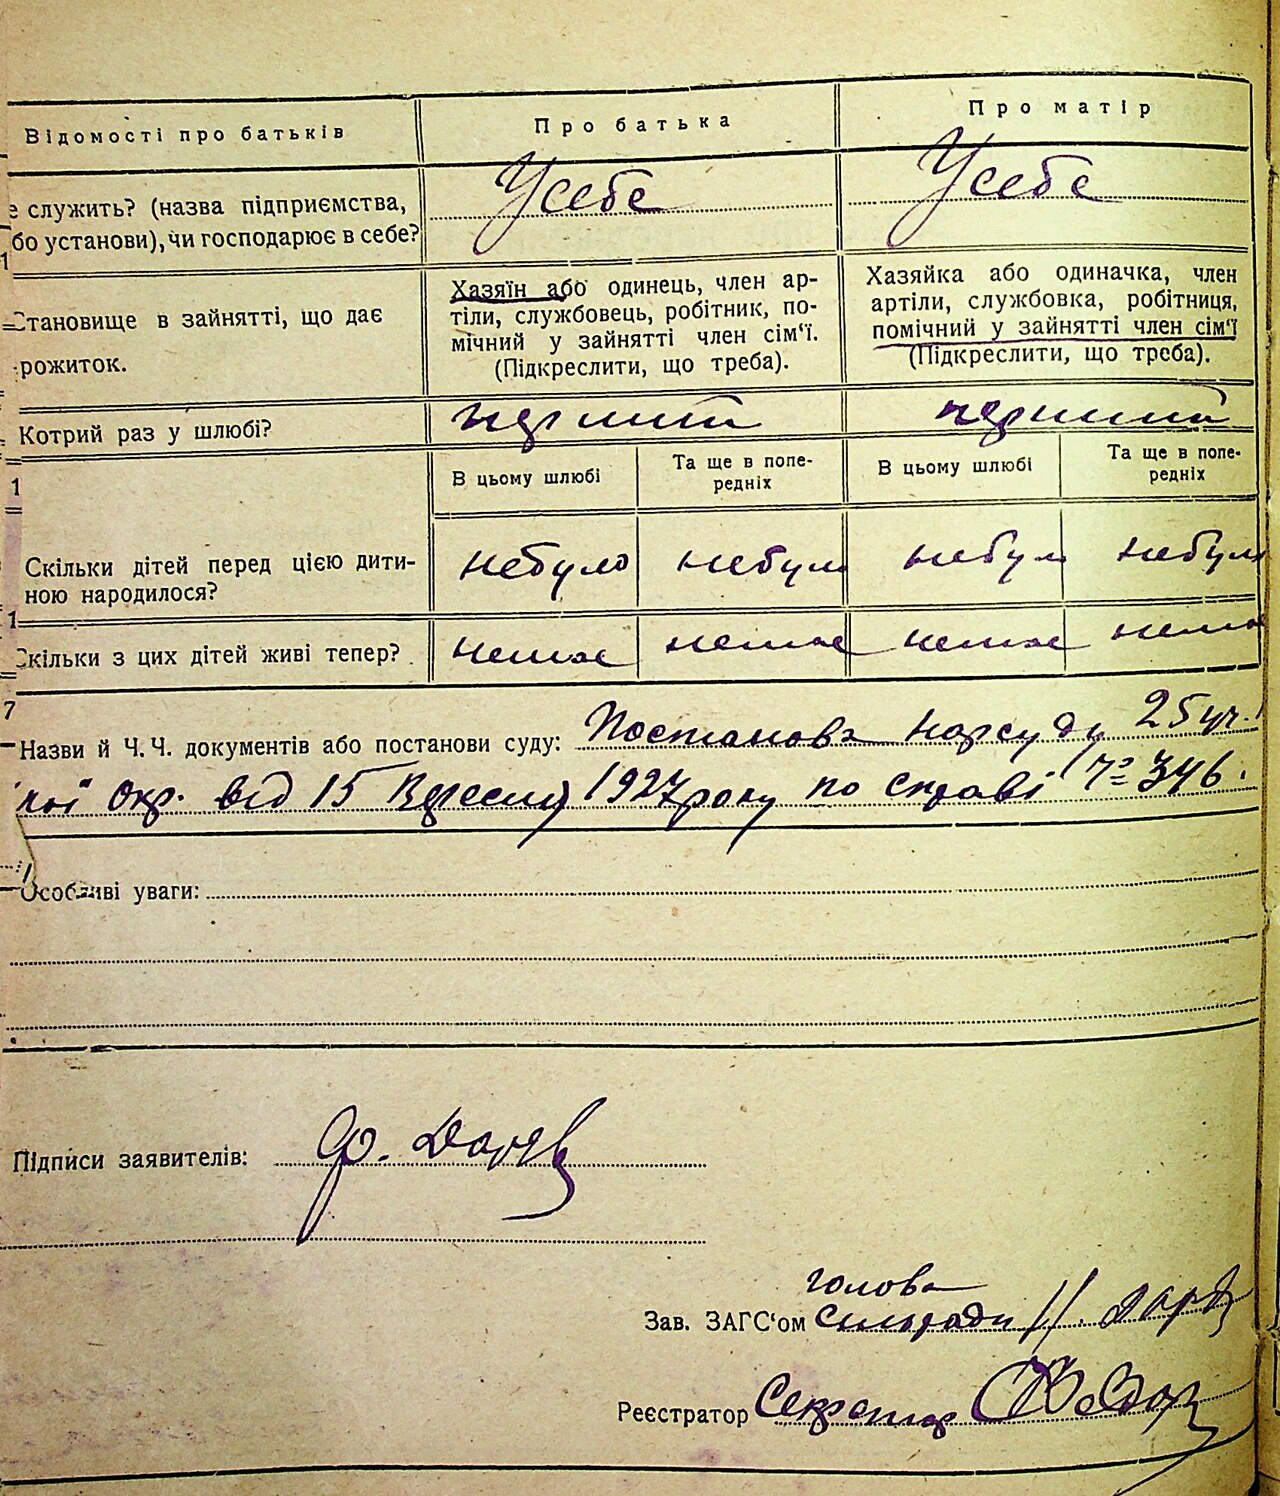 Відомості про батьків
Про батька
Про матір
е служить? (назва підприємства,
бо установи), чи господарює в себе?
Усебе
Усебе
Становище в зайнятті, що дає
рожиток.
Хазяїн або одинець, член ар-
тіли, службовець, робітник, по-
мічний у зайнятті член сім'ї.
(Підкреслити, що треба).
Хазяйка або одиначка, член
артіли, службовка, робітниця,
помічний у зайнятті член сім'ї
(Підкреслити, що треба).
Котрий раз у шлюбі?
перший
перший
В цьому шлюбі
Та ще в попе-
редніх
В цьому шлюбі
Та ще в попе-
редніх
Скільки дітей перед цією дити-
ною народилося?
небуло
небуло
небуло
небуло
Скільки з цих дітей живі тепер?
немає
немає
немає
немає
Назви й Ч. Ч. документів або постанови суду: Постанова Нарсуду 25 уч.
Окр. від 15 Вересня 1927 року по справі № 346.
Особливі уваги:
Підписи заявителів: Ф.
голова
Зав. ЗАГС'ом сільради
Реєстратор Секретар